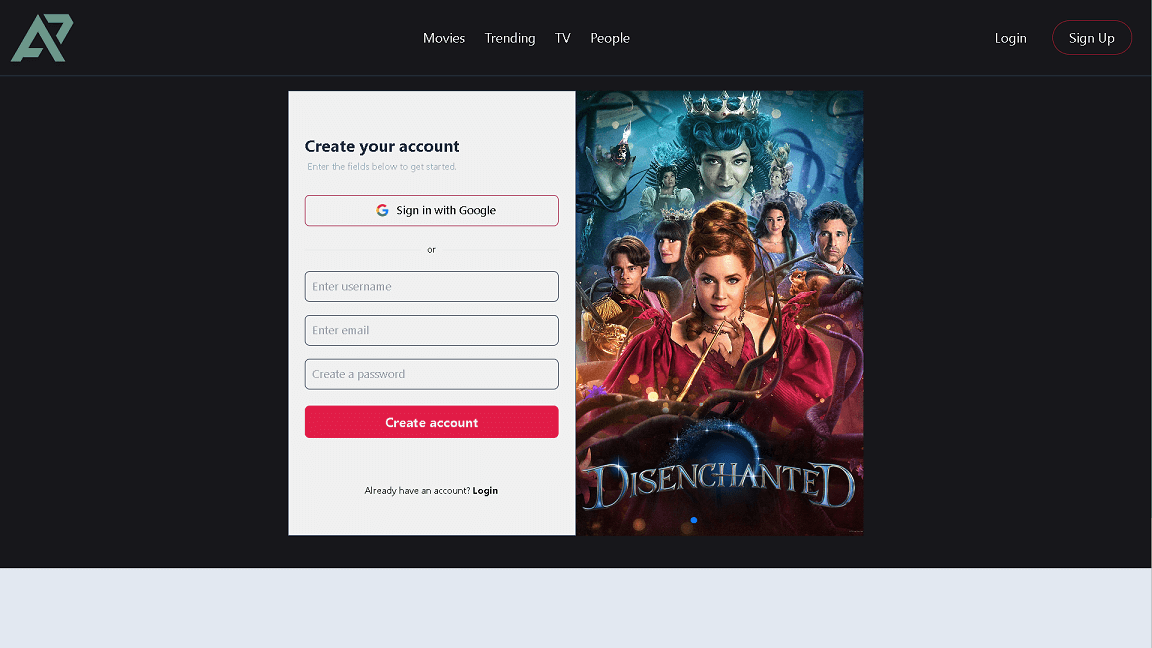 Movies Trending TV People Login Sign Up
Create your account
Enter the fields below to get started.
Sign in with Google
or
Enter username
Enter email
Create a password
Create account
Already have an account? Login
DISENCHANTED